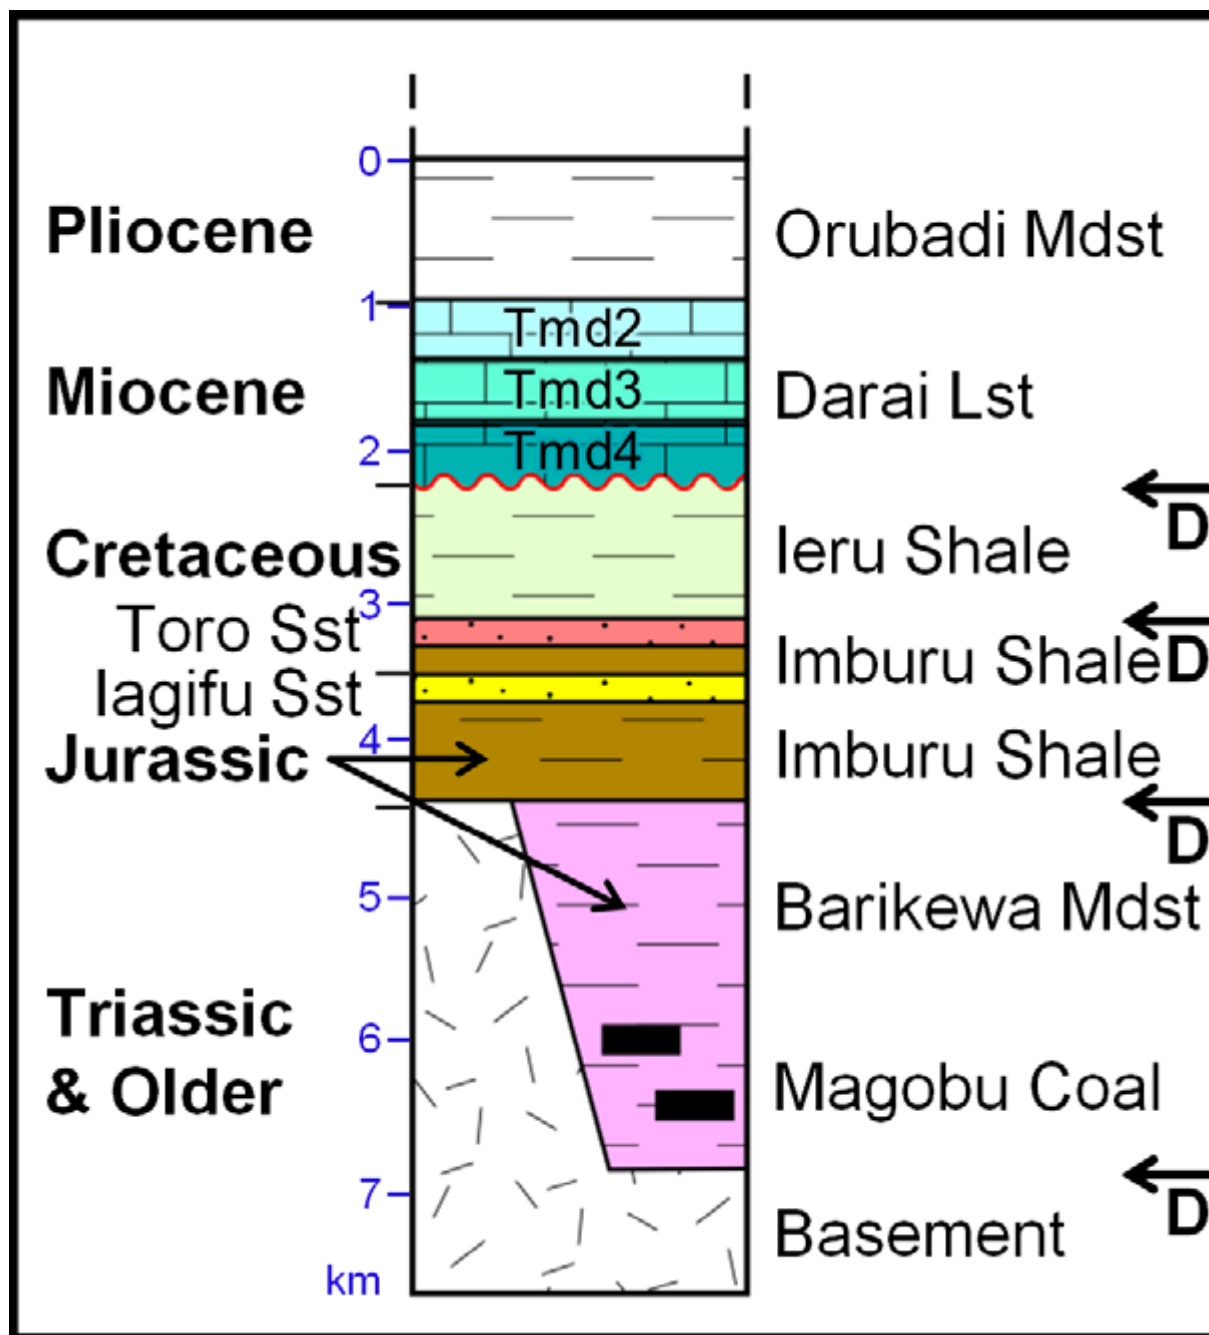 0
Pliocene
Orubadi Mdst
1
Tmd2
Miocene
Tmd3
Darai Lst
2
Tmd4
D
Cretaceous
Ieru Shale
3
Toro Sst
Imburu Shale
D
Iagifu Sst
4
Jurassic
Imburu Shale
D
5
Barikewa Mdst
Triassic
& Older
6
Magobu Coal
7
D
Basement
km